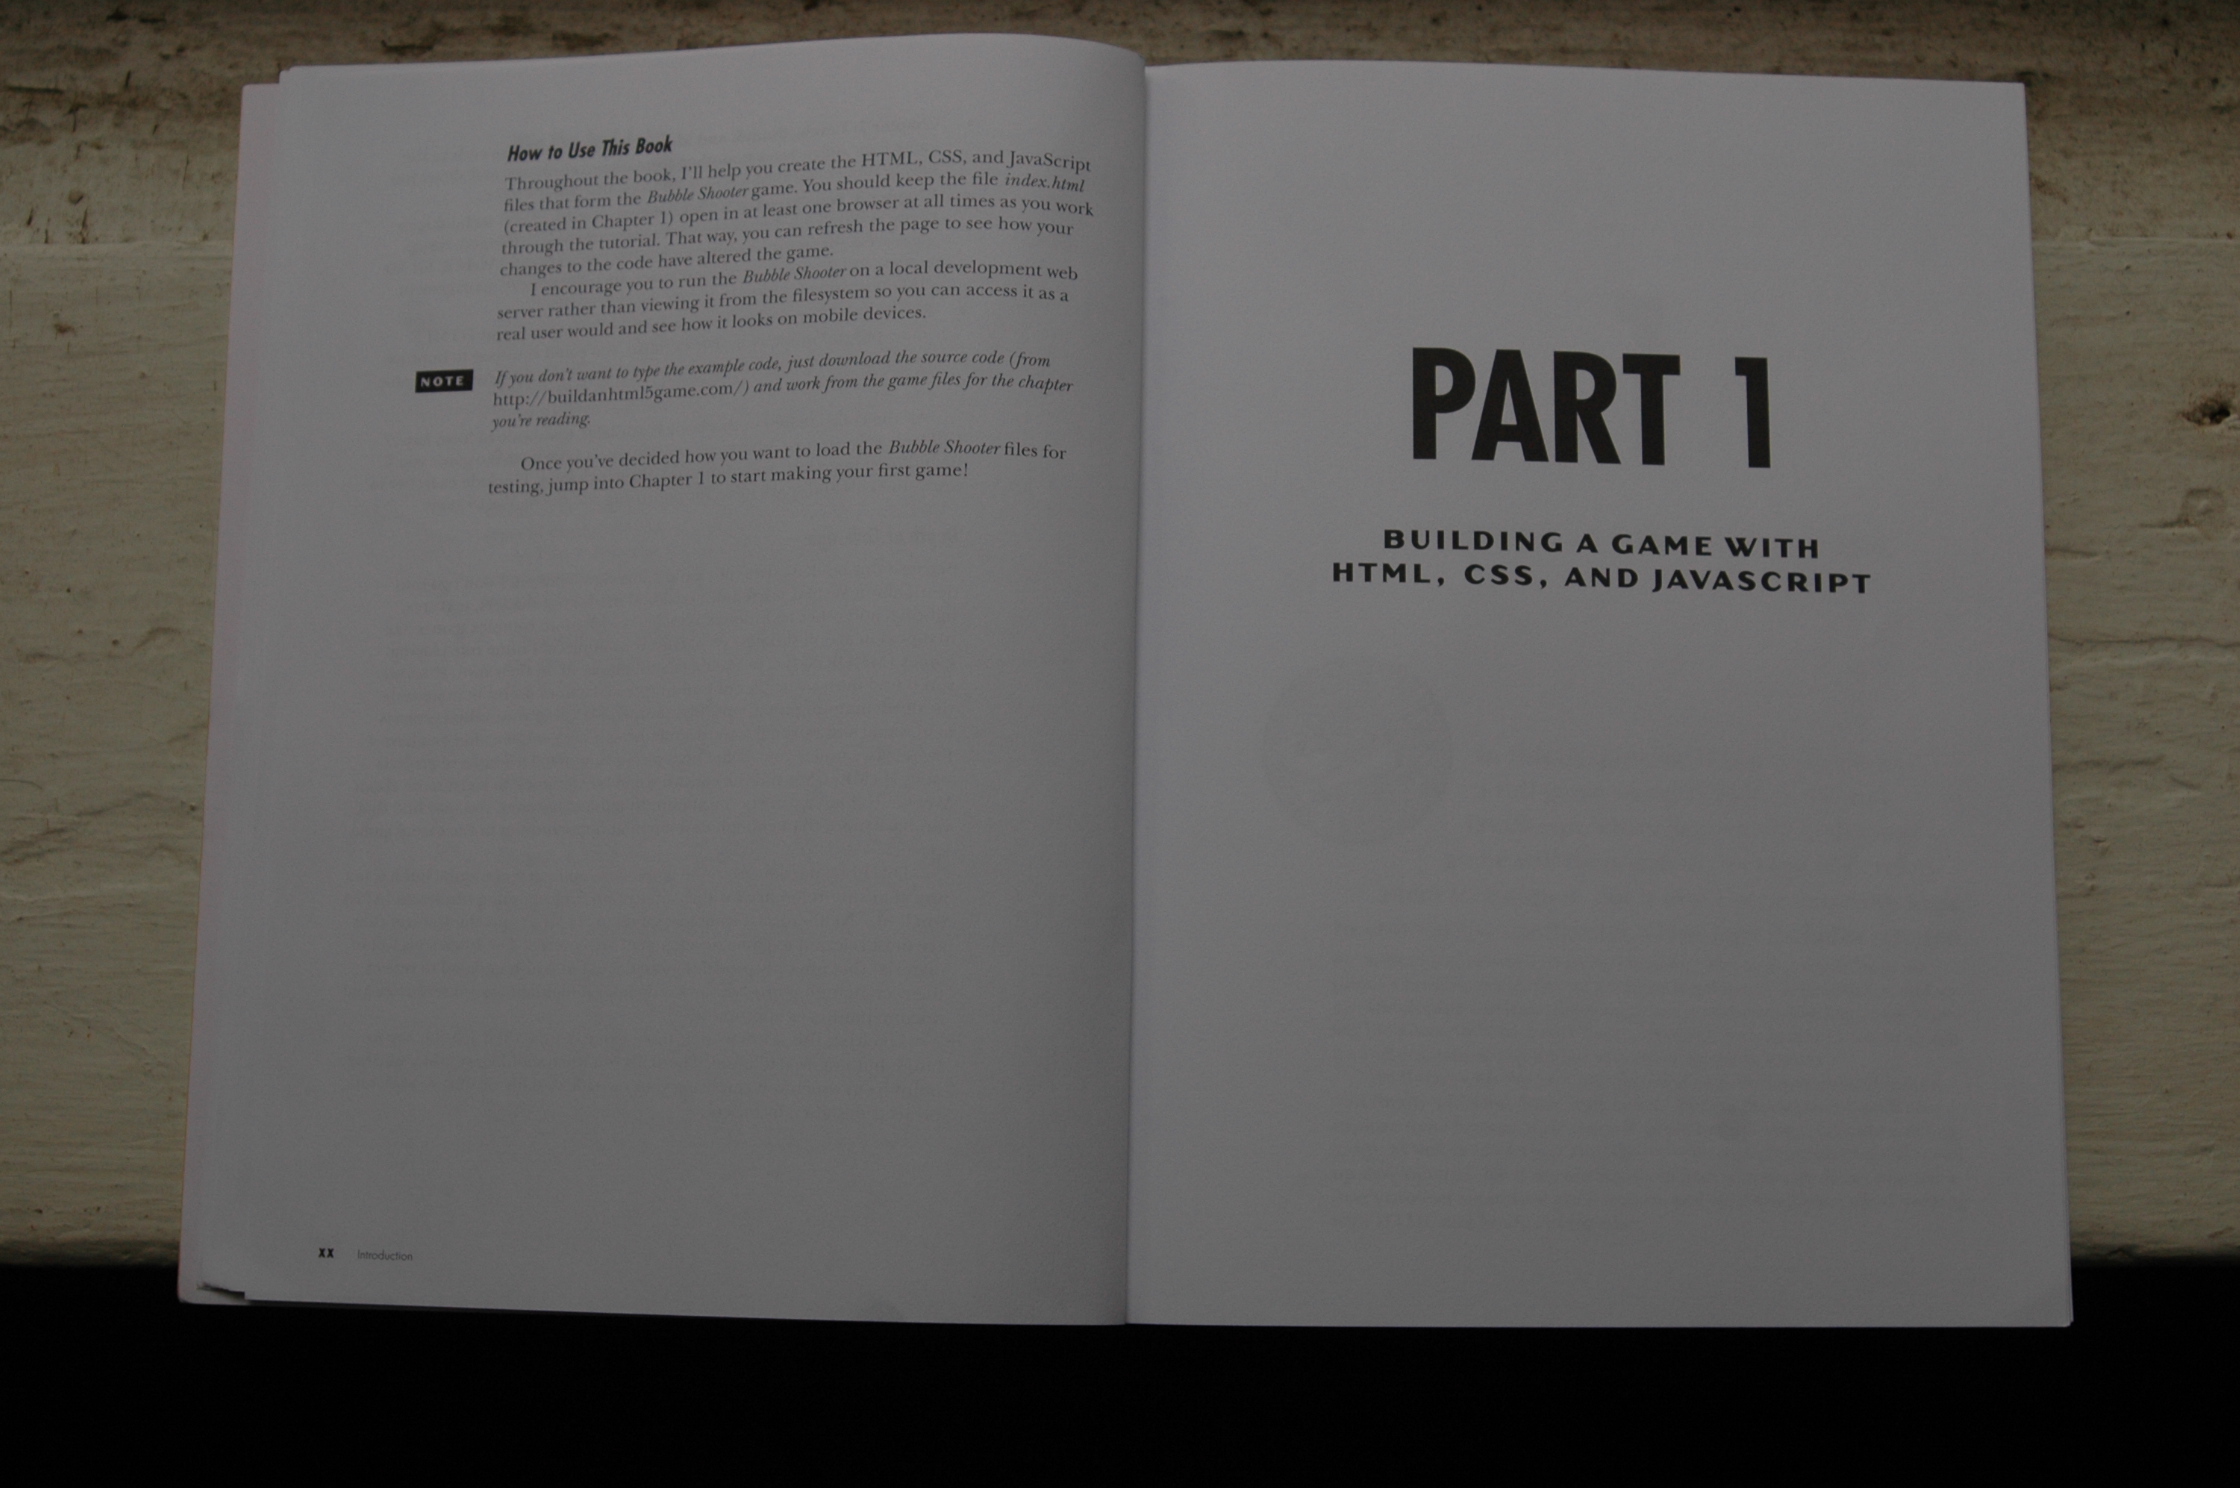 How to Use This Book
Throughout the book, I'll help you create the HTML, CSS, and JavaScript
files that form the Bubble Shooter game. You should keep the file index.html
(created in Chapter 1) open in at least one browser at all times as you work
through the tutorial. That way, you can refresh the page to see how your
changes to the code have altered the game.
I encourage you to run the Bubble Shooter on a local development web
server rather than viewing it from the filesystem so you can access it as a
real user would and see how it looks on mobile devices.
NOTE
If you don't want to type the example code, just download the source code (from
http://buildanhtml5game.com/) and work from the game files for the chapter
you're reading.
Once you've decided how you want to load the Bubble Shooter files for
testing, jump into Chapter 1 to start making your first game!
xx Introduction
PART 1
BUILDING A GAME WITH
HTML, CSS, AND JAVASCRIPT